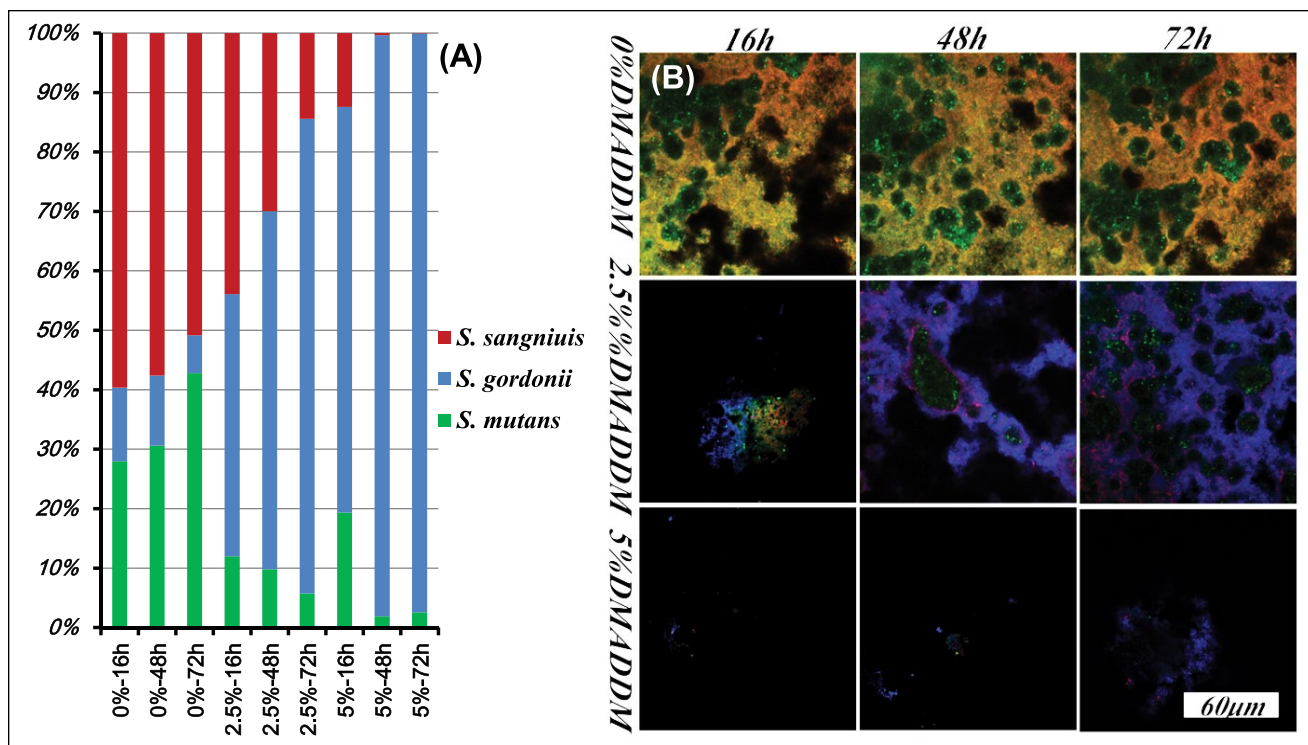 100%
90%
80%
70%
60%
50%
40%
30%
20%
10%
0%
(A)
S. sangniuis
S. gordonii
S. mutans
0%-16h
0%-48h
0%-72h
2.5%-16h
2.5%-48h
2.5%-72h
5%-16h
5%-48h
5%-72h
16h
48h
72h
(B)
0%DMADDM
2.5%%DMADDM
5%DMADDM
60μm